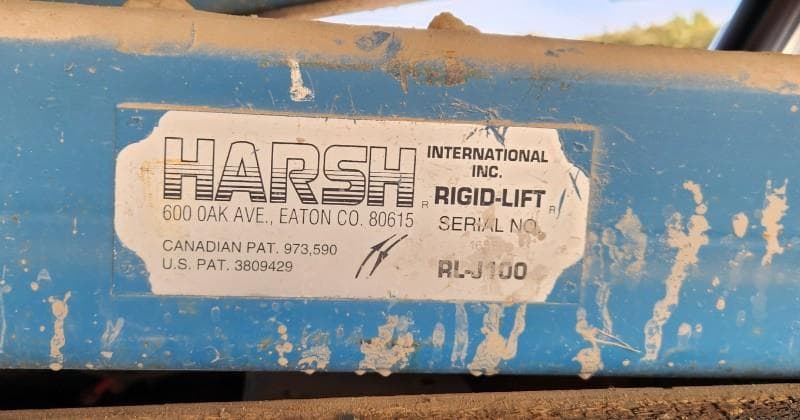 HARSH
INTERNATIONAL
INC.
RIGID-LIFT
600 OAK AVE., EATON CO. 80615
SERIAL NO.
CANADIAN PAT. 973,590
U.S. PAT. 3809429
RL-J100